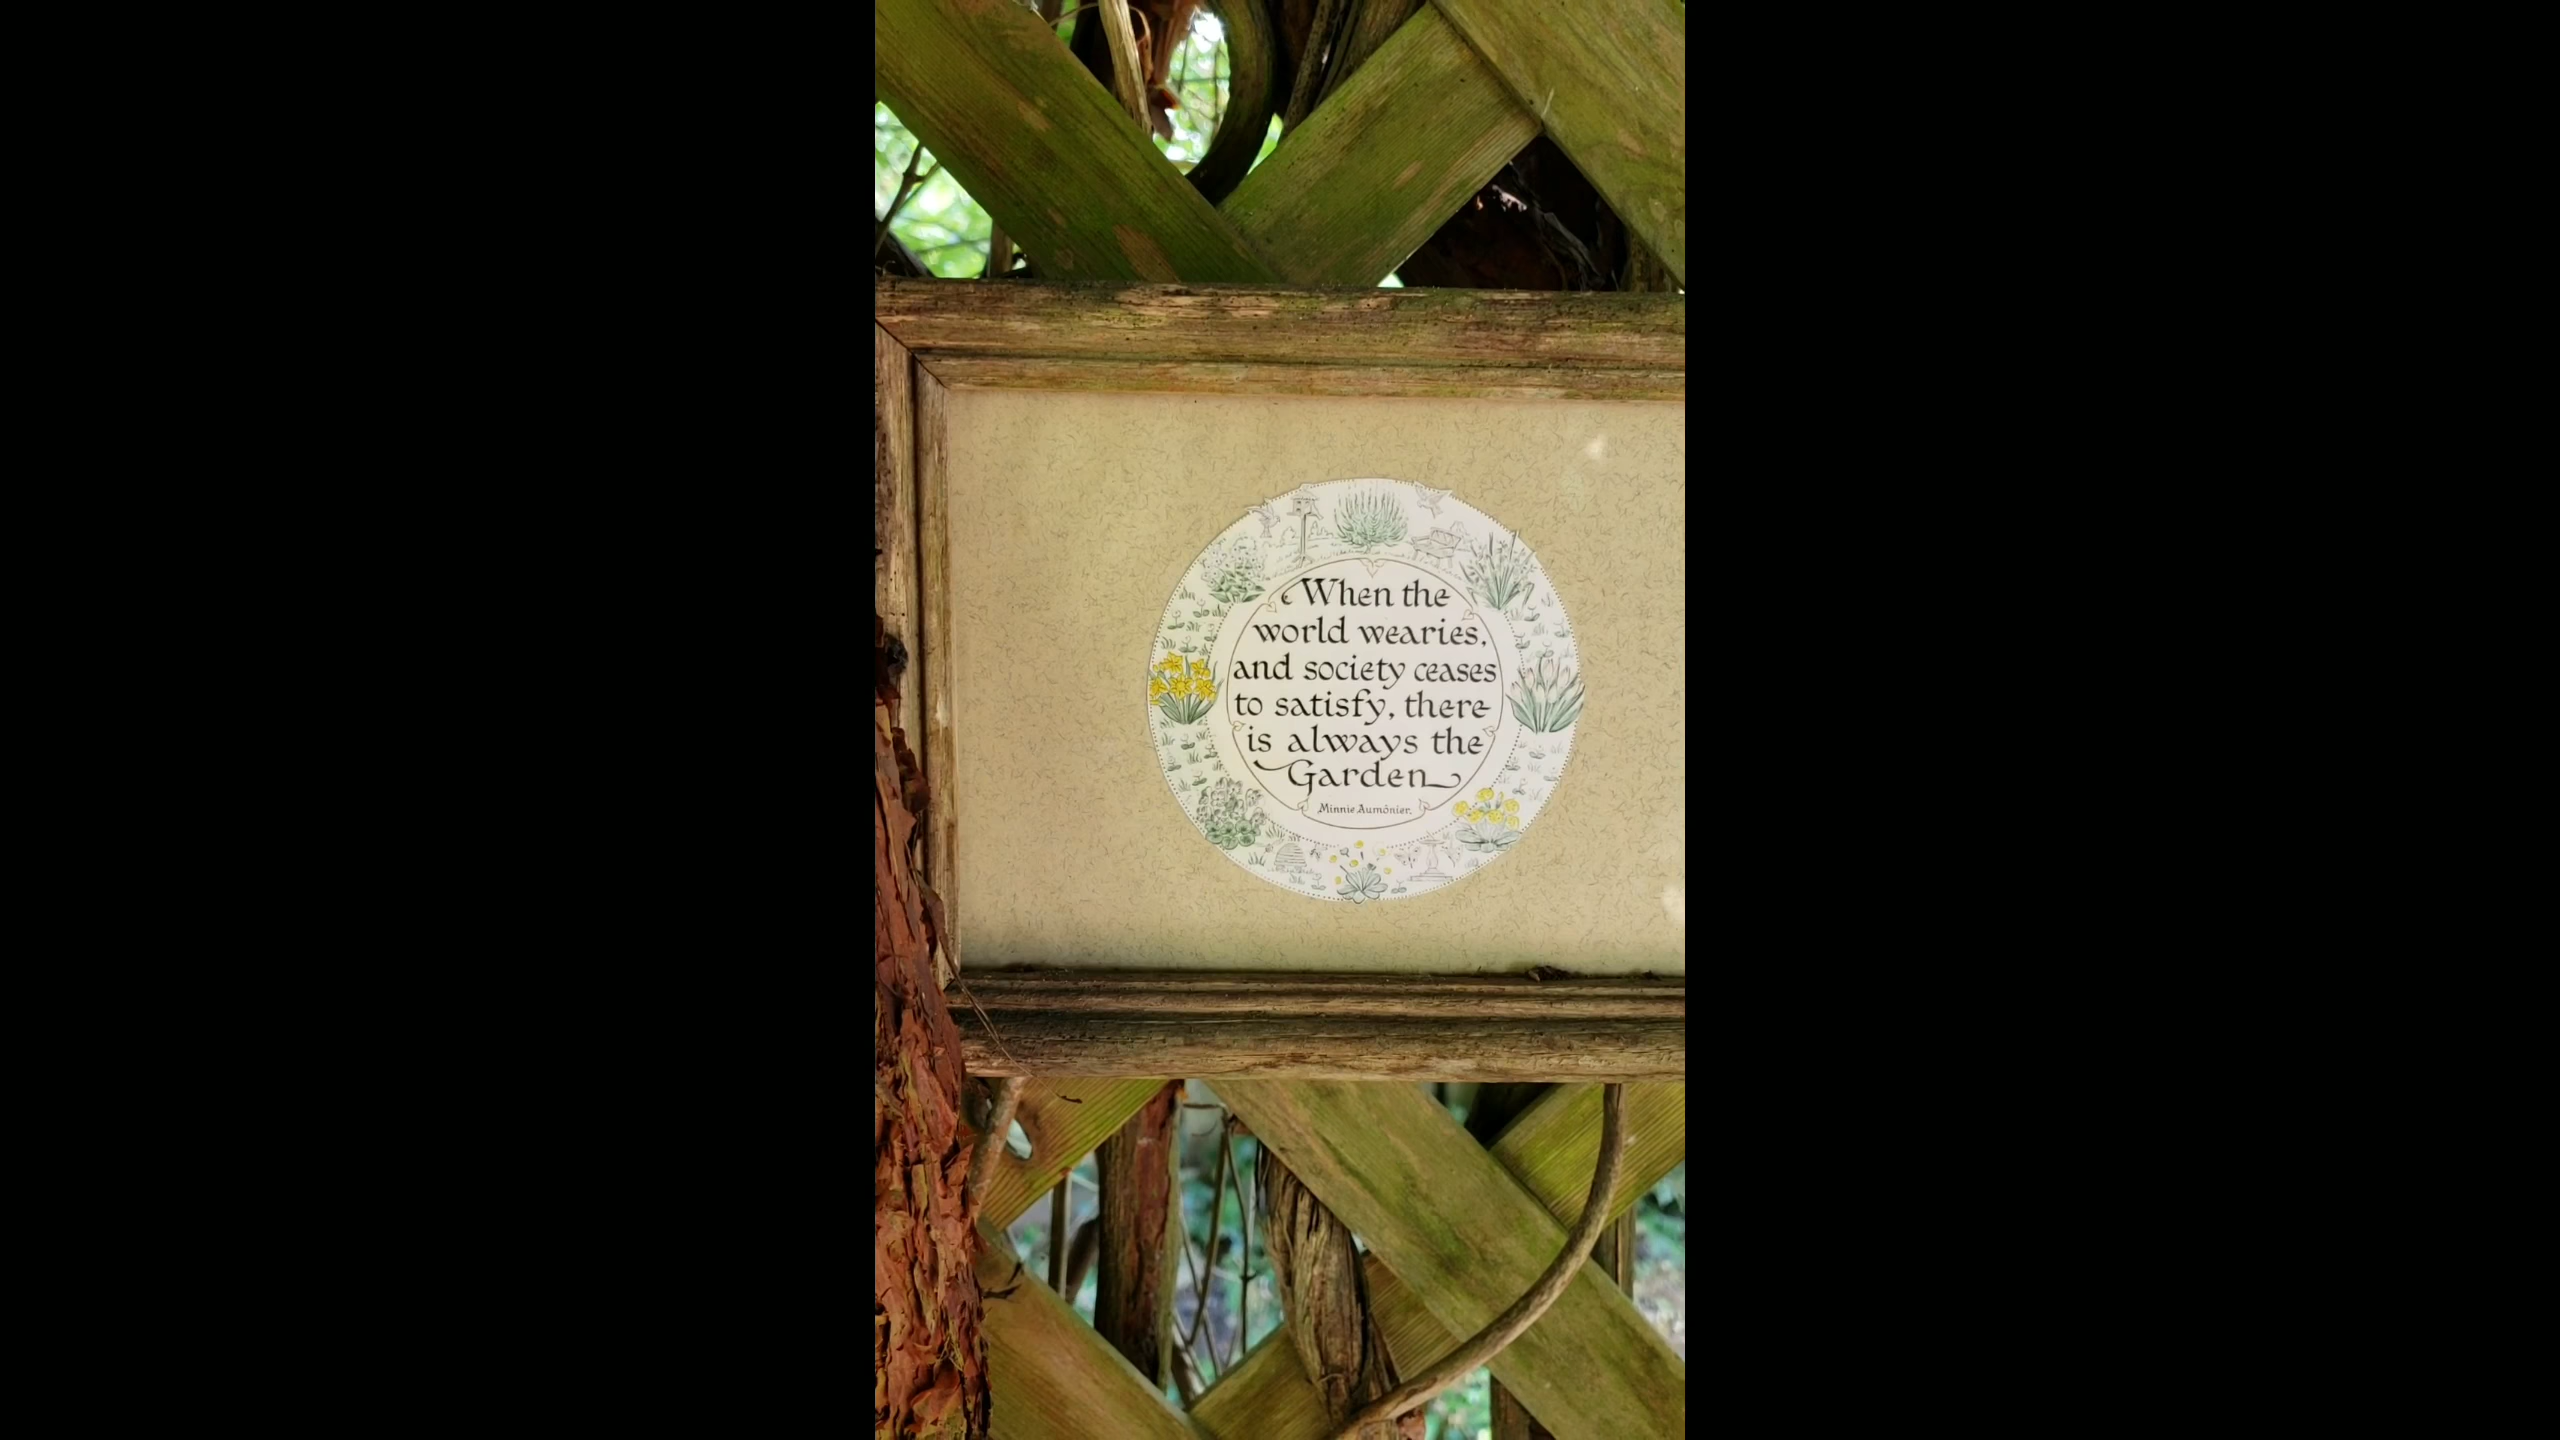 When the
world wearies,
and society ceases
to satisfy, there
is always the
Garden
Minnie Aumônier.